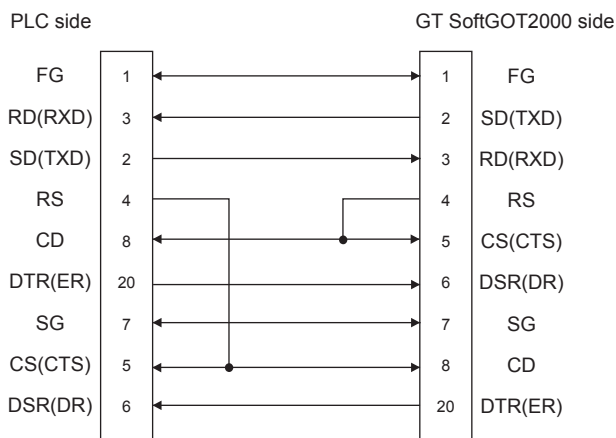 PLC side GT SoftGOT2000 side
FG 1 1 FG
RD(RXD) 3 2 SD(TXD)
SD(TXD) 2 3 RD(RXD)
RS 4 4 RS
CD 8 5 CS(CTS)
DTR(ER) 20 6 DSR(DR)
SG 7 7 SG
CS(CTS) 5 8 CD
DSR(DR) 6 20 DTR(ER)